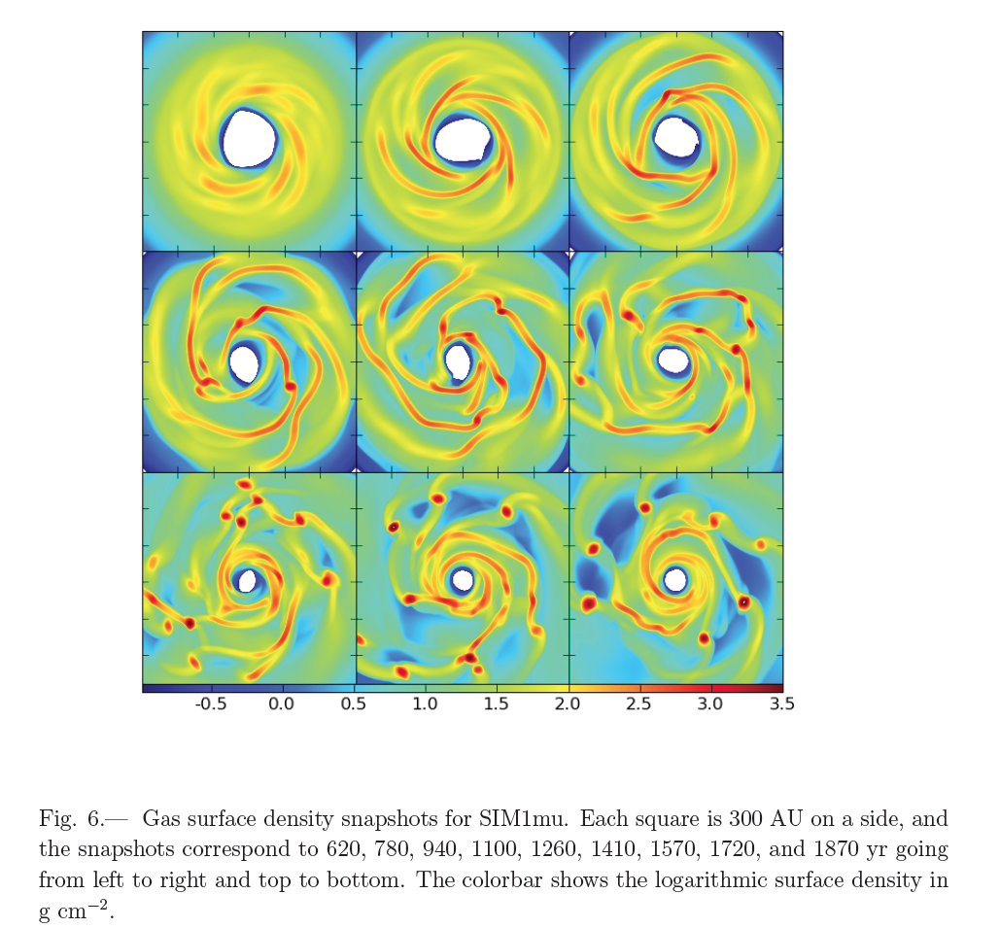 -0.5 0.0 0.5 1.0 1.5 2.0 2.5 3.0 3.5
Fig. 6.— Gas surface density snapshots for SIM1mu. Each square is 300 AU on a side, and
the snapshots correspond to 620, 780, 940, 1100, 1260, 1410, 1570, 1720, and 1870 yr going
from left to right and top to bottom. The colorbar shows the logarithmic surface density in
g cm⁻².